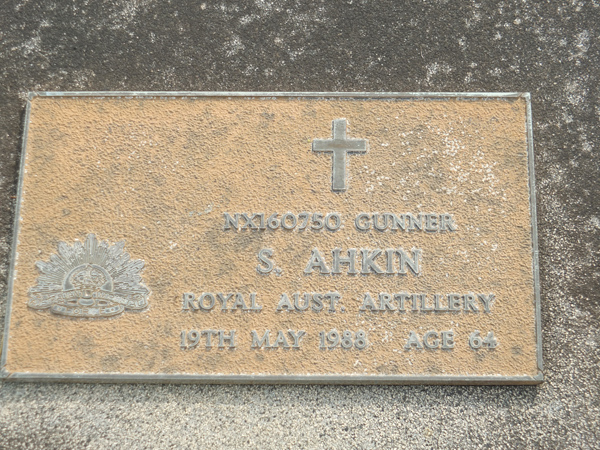 NX160750 GUNNER
S. AHKIN
ROYAL AUST. ARTILLERY
19TH MAY 1988 AGE 64